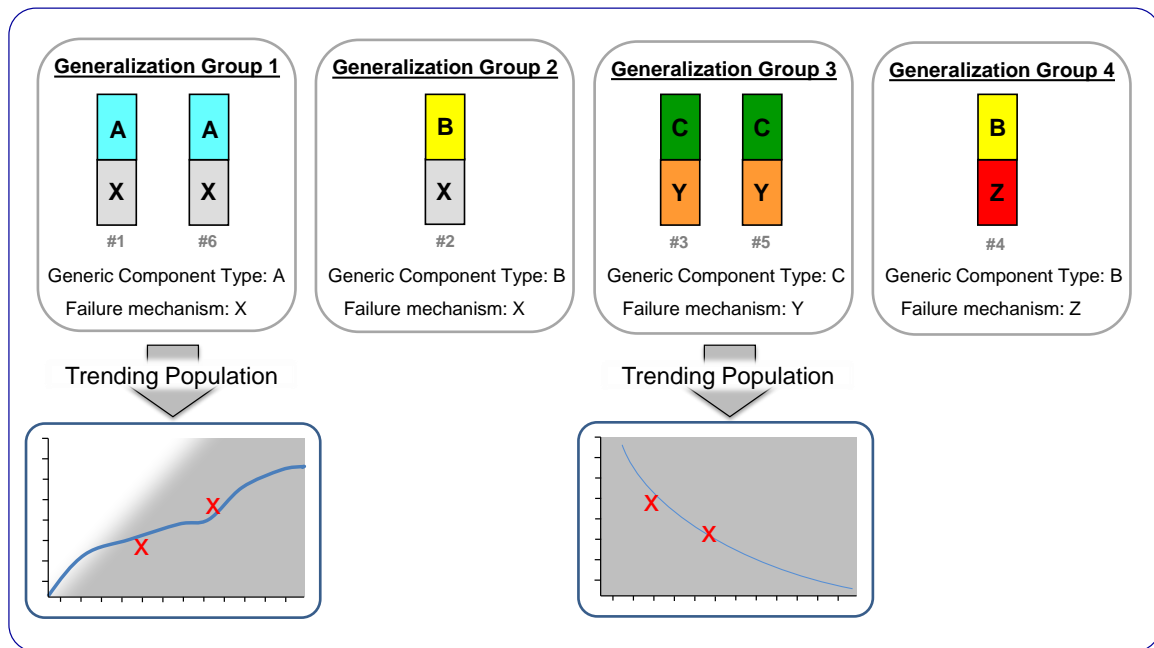 Generalization Group 1
A A
X X
#1 #6
Generic Component Type: A
Failure mechanism: X
Generalization Group 2
B
X
#2
Generic Component Type: B
Failure mechanism: X
Generalization Group 3
C C
Y Y
#3 #5
Generic Component Type: C
Failure mechanism: Y
Generalization Group 4
B
Z
#4
Generic Component Type: B
Failure mechanism: Z
Trending Population
X
X
Trending Population
X
X